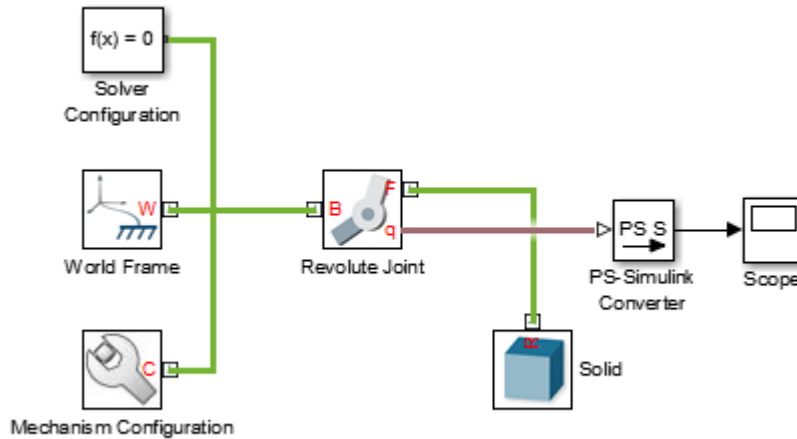 f(x) = 0
Solver
Configuration
W
World Frame
B
F
q
Revolute Joint
PS S
PS-Simulink
Converter
Scope
C
Mechanism Configuration
R
Solid